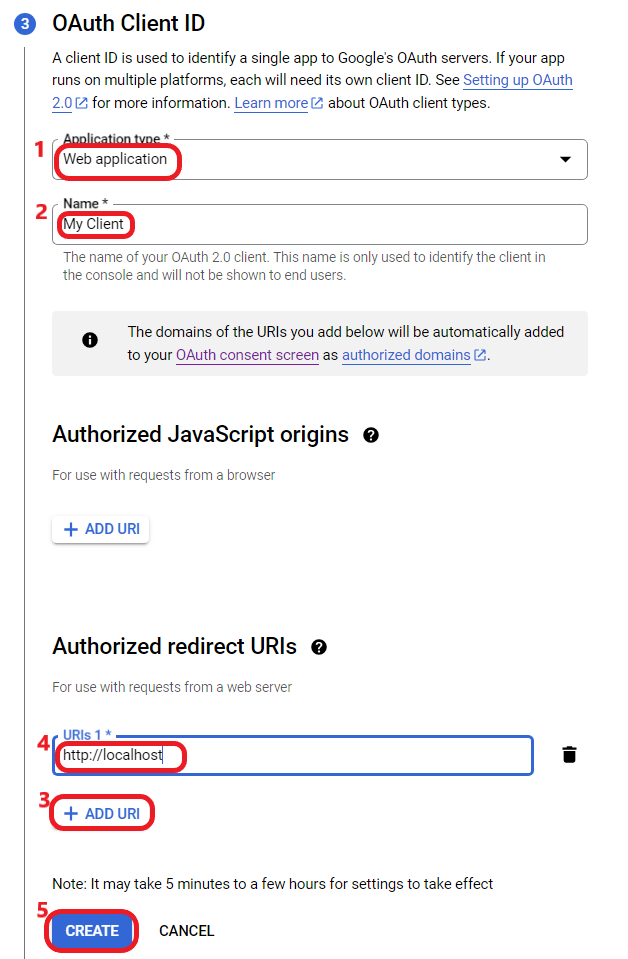 3 OAuth Client ID
A client ID is used to identify a single app to Google's OAuth servers. If your app
runs on multiple platforms, each will need its own client ID. See Setting up OAuth
2.0 for more information. Learn more about OAuth client types.
Application type *
1 Web application
2 Name *
My Client
The name of your OAuth 2.0 client. This name is only used to identify the client in
the console and will not be shown to end users.
The domains of the URIs you add below will be automatically added
to your OAuth consent screen as authorized domains.
Authorized JavaScript origins
For use with requests from a browser
+ ADD URI
Authorized redirect URIs
For use with requests from a web server
URIs 1 *
4 http://localhost
3 + ADD URI
Note: It may take 5 minutes to a few hours for settings to take effect
5 CREATE CANCEL